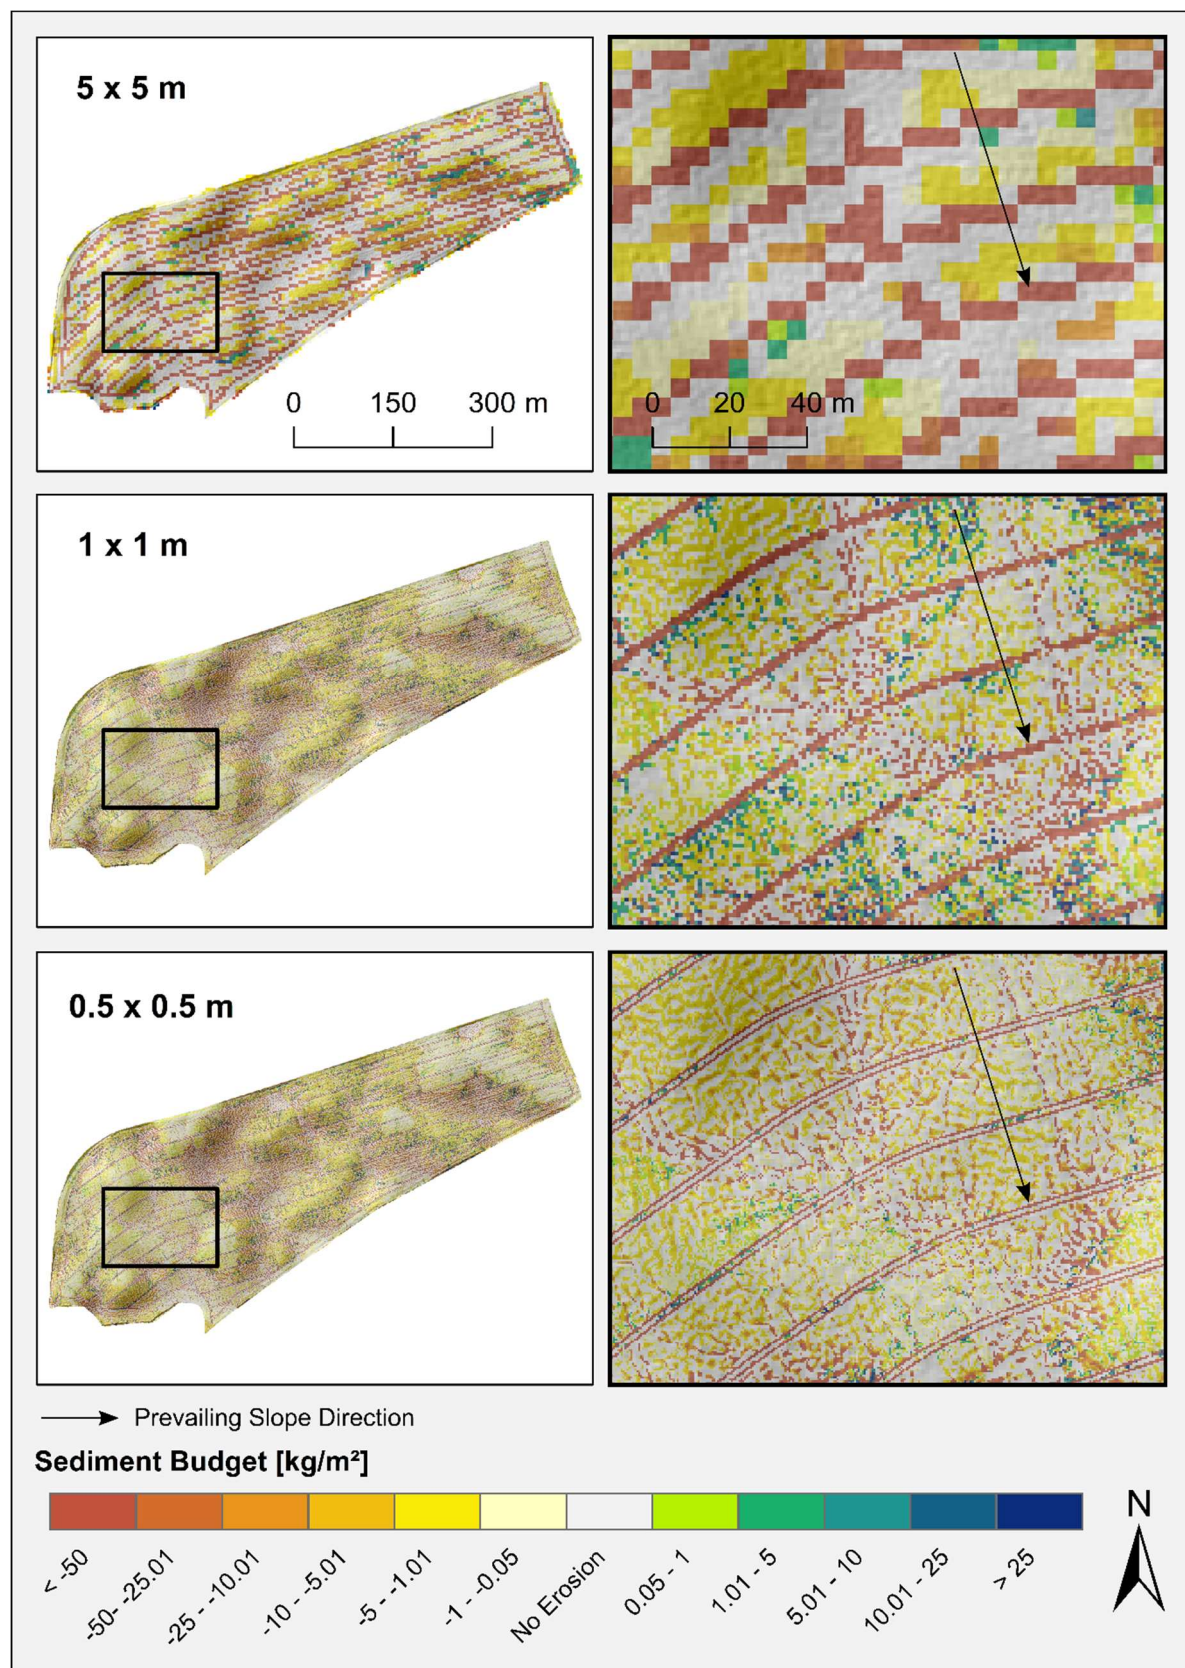 5 x 5 m
0 150 300 m
0 20 40 m
1 x 1 m
0.5 x 0.5 m
Prevailing Slope Direction
Sediment Budget [kg/m²]
N
< -50
-50- -25.01
-25 - -10.01
-10 - -5.01
-5 - -1.01
-1 - -0.05
No Erosion
0.05 - 1
1.01 - 5
5.01 - 10
10.01 - 25
> 25